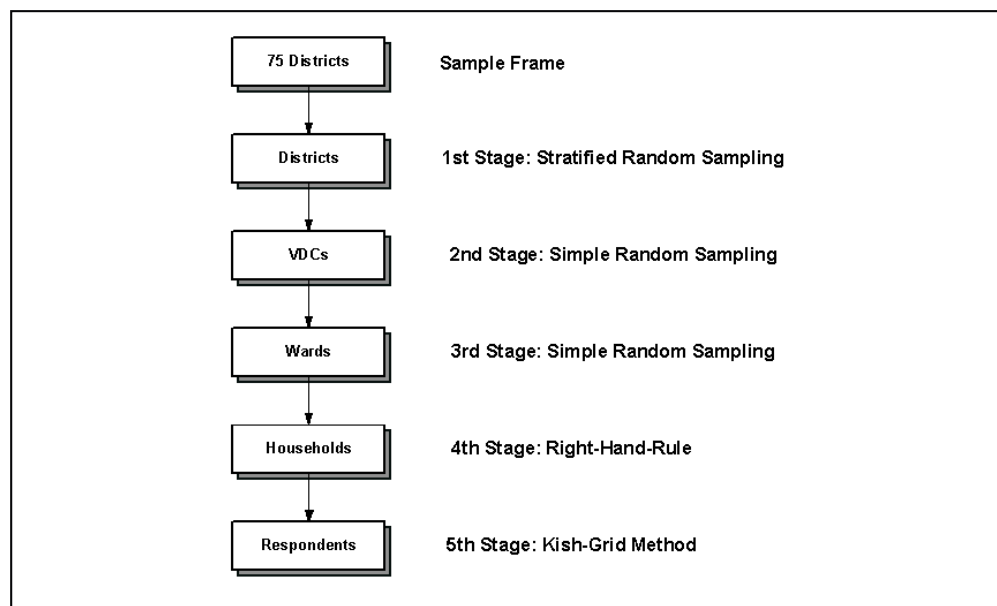 75 Districts
Sample Frame
Districts
1st Stage: Stratified Random Sampling
VDCs
2nd Stage: Simple Random Sampling
Wards
3rd Stage: Simple Random Sampling
Households
4th Stage: Right-Hand-Rule
Respondents
5th Stage: Kish-Grid Method